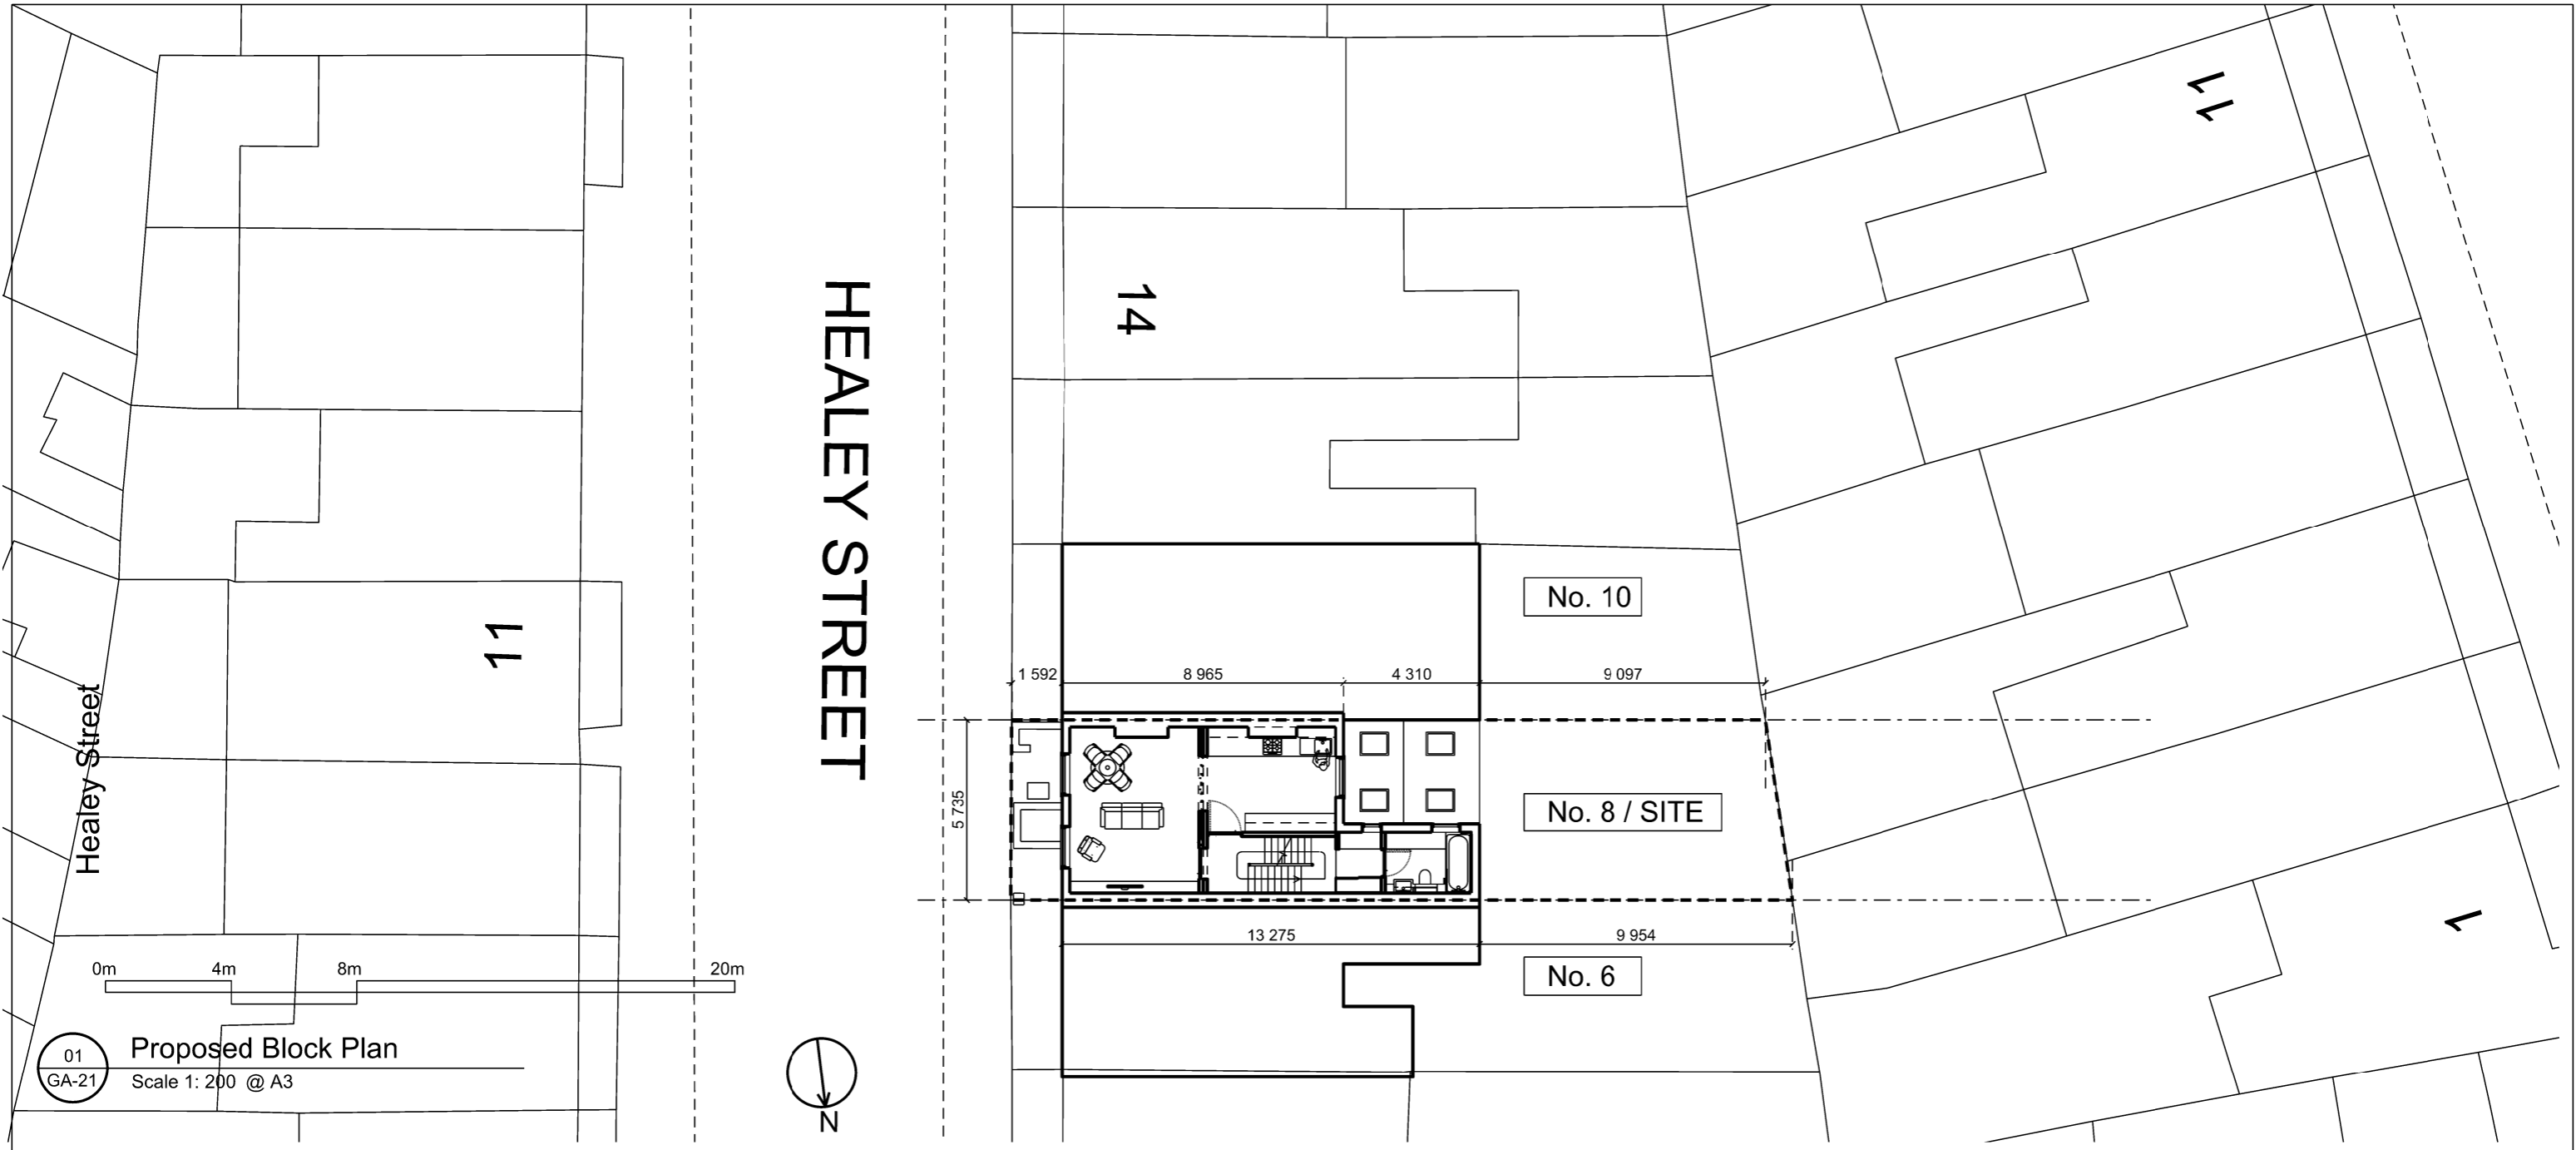 11
14
HEALEY STREET
No. 10
11
1 592
8 965
4 310
9 097
Healey Street
5 735
No. 8 / SITE
1
13 275
9 954
0m 4m 8m 20m
No. 6
01
GA-21
Proposed Block Plan
Scale 1: 200 @ A3
N